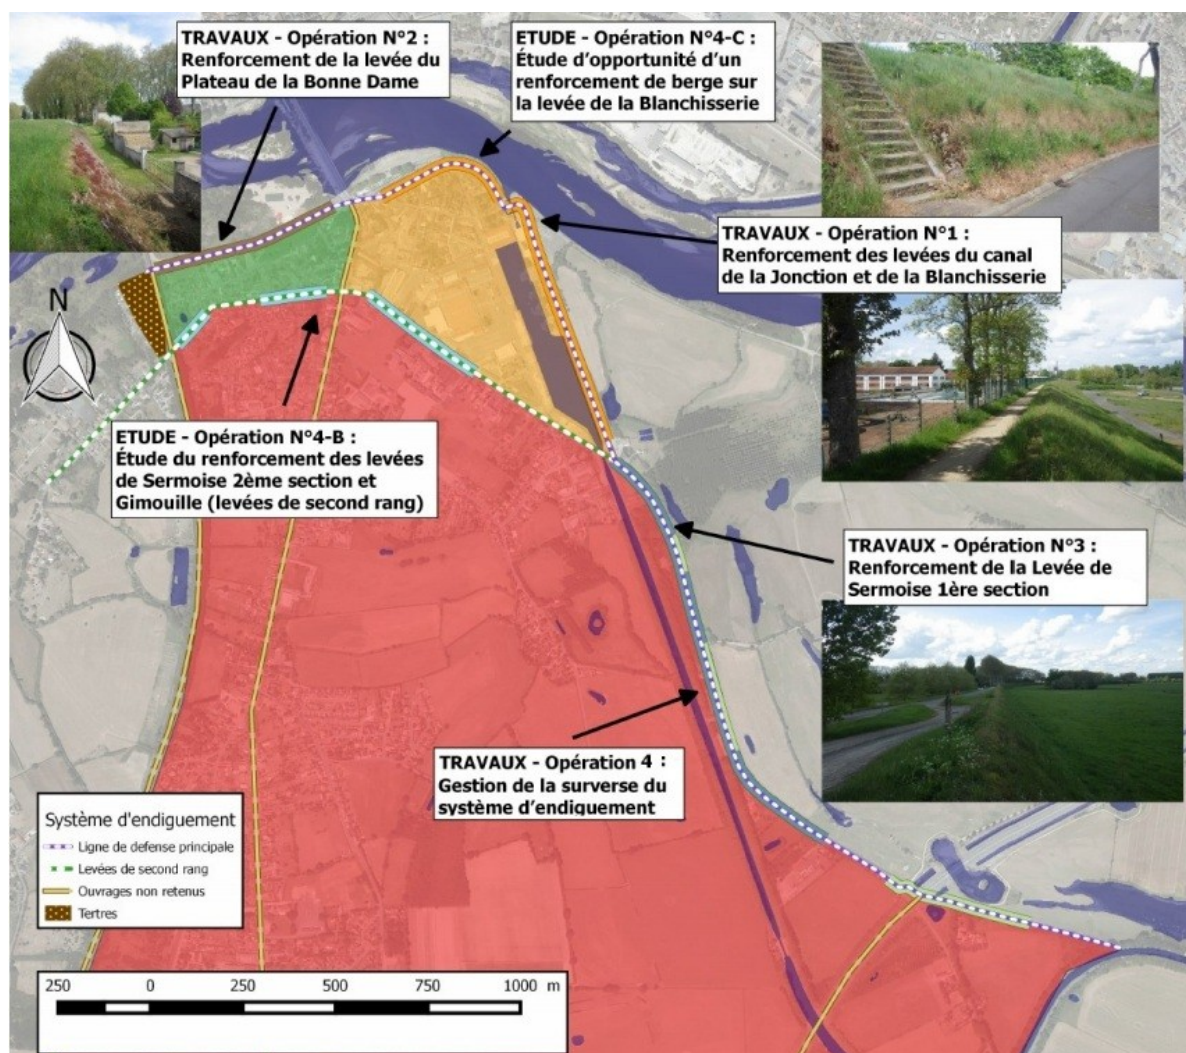 TRAVAUX - Opération N°2 :
Renforcement de la levée du
Plateau de la Bonne Dame
ETUDE - Opération N°4-C :
Étude d'opportunité d'un
renforcement de berge sur
la levée de la Blanchisserie
TRAVAUX - Opération N°1 :
Renforcement des levées du canal
de la Jonction et de la Blanchisserie
N
ETUDE - Opération N°4-B :
Étude du renforcement des levées
de Sermoise 2ème section et
Gimouille (levées de second rang)
TRAVAUX - Opération N°3 :
Renforcement de la Levée de
Sermoise 1ère section
TRAVAUX - Opération 4 :
Gestion de la surverse du
système d'endiguement
Système d'endiguement
Ligne de defense principale
Levées de second rang
Ouvrages non retenus
Tertres
250 0 250 500 750 1000 m